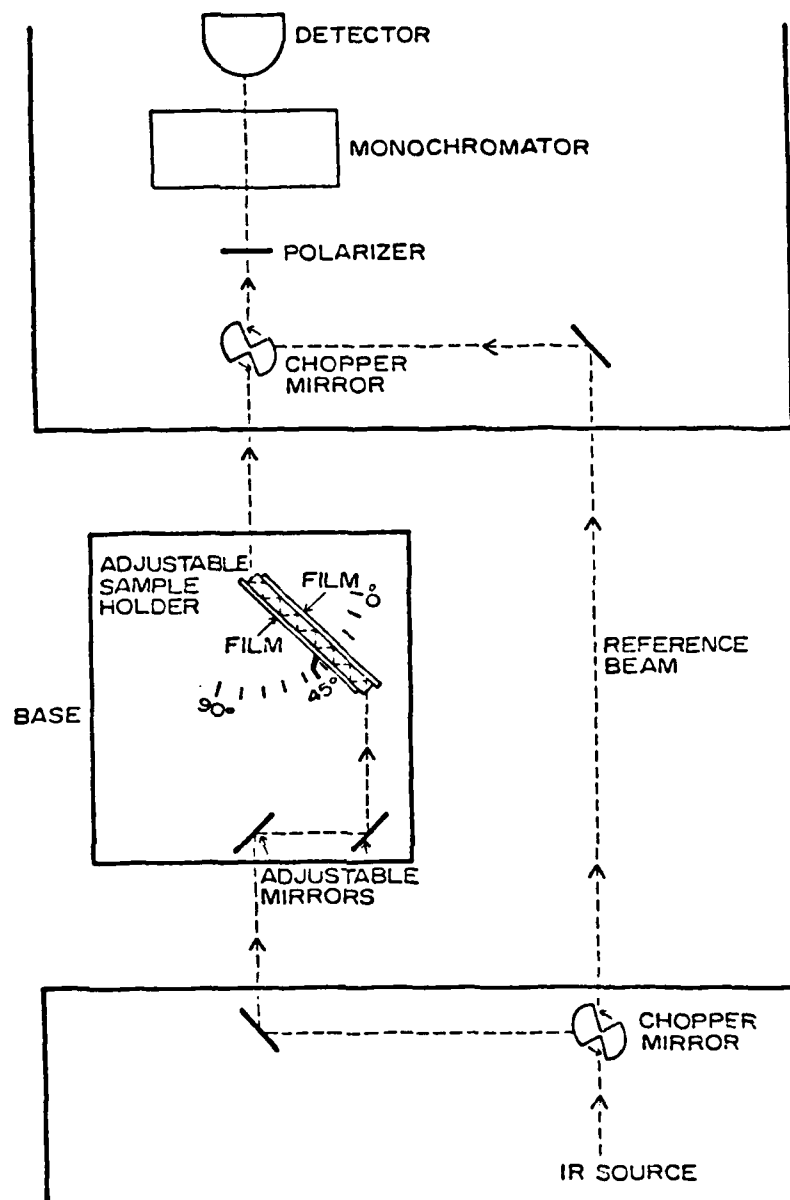 DETECTOR
MONOCHROMATOR
POLARIZER
CHOPPER
MIRROR
ADJUSTABLE
SAMPLE
HOLDER
FILM
0°
FILM
45°
90°
REFERENCE
BEAM
BASE
ADJUSTABLE
MIRRORS
CHOPPER
MIRROR
IR SOURCE